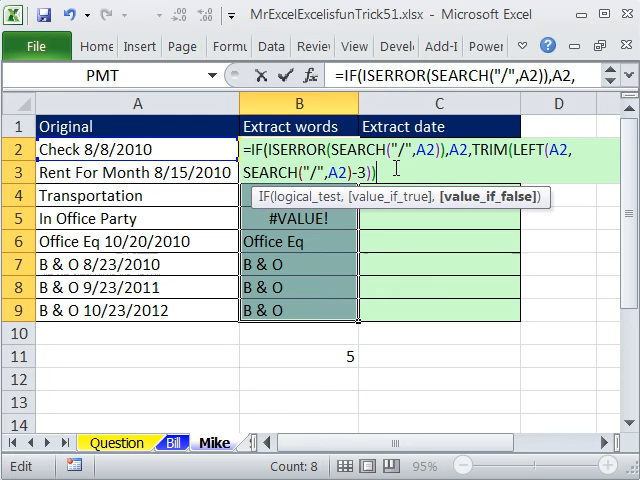 MrExcelExcelisfunTrick51.xlsx - Microsoft Excel
File Home Insert Page Formu Data Review View Develo Add-I Power
PMT =IF(ISERROR(SEARCH("/",A2)),A2,
A B C D
1 Original Extract words Extract date
2 Check 8/8/2010 =IF(ISERROR(SEARCH("/",A2)),A2,TRIM(LEFT(A2,
3 Rent For Month 8/15/2010 SEARCH("/",A2)-3))
4 Transportation IF(logical_test, [value_if_true], [value_if_false])
5 In Office Party #VALUE!
6 Office Eq 10/20/2010 Office Eq
7 B & O 8/23/2010 B & O
8 B & O 9/23/2011 B & O
9 B & O 10/23/2012 B & O
10
11 5
12
13
14
Question Bill Mike
Edit Count: 8 95%